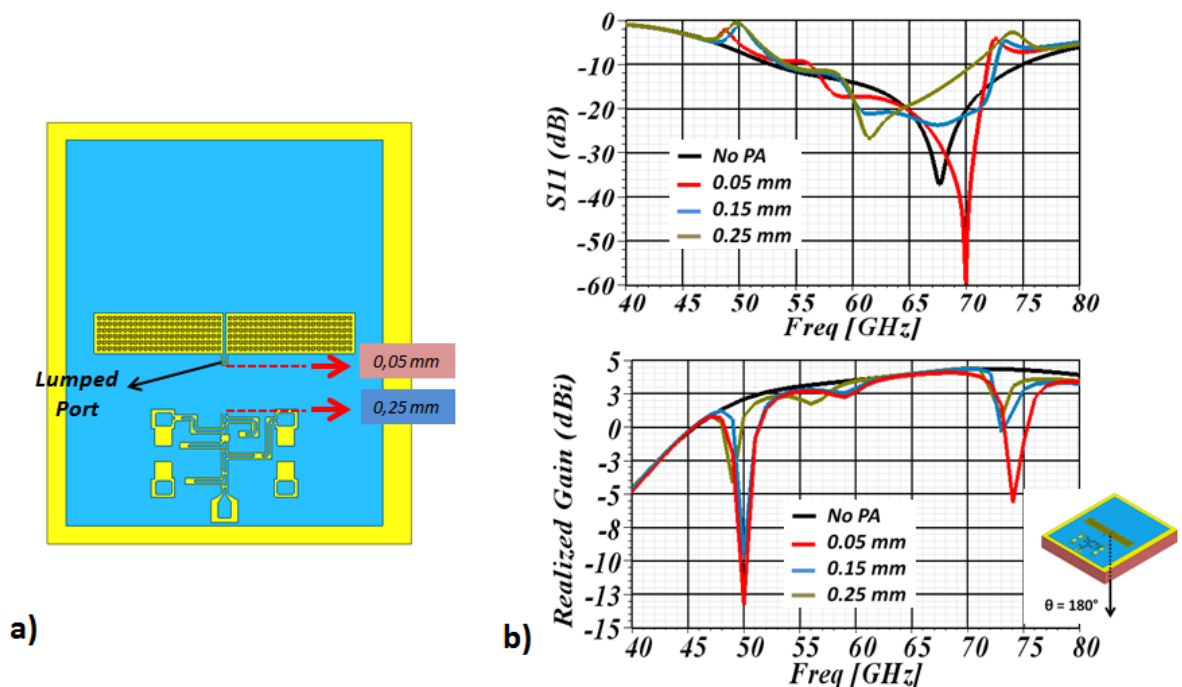 Lumped
Port
0,05 mm
0,25 mm
a)
S11 (dB)
0
-10
-20
-30
-40
-50
-60
No PA
0.05 mm
0.15 mm
0.25 mm
40 45 50 55 60 65 70 75 80
Freq [GHz]
Realized Gain (dBi)
5
3
0
-3
-5
-8
-10
-13
-15
No PA
0.05 mm
0.15 mm
0.25 mm
θ = 180°
40 45 50 55 60 65 70 75 80
Freq [GHz]
b)